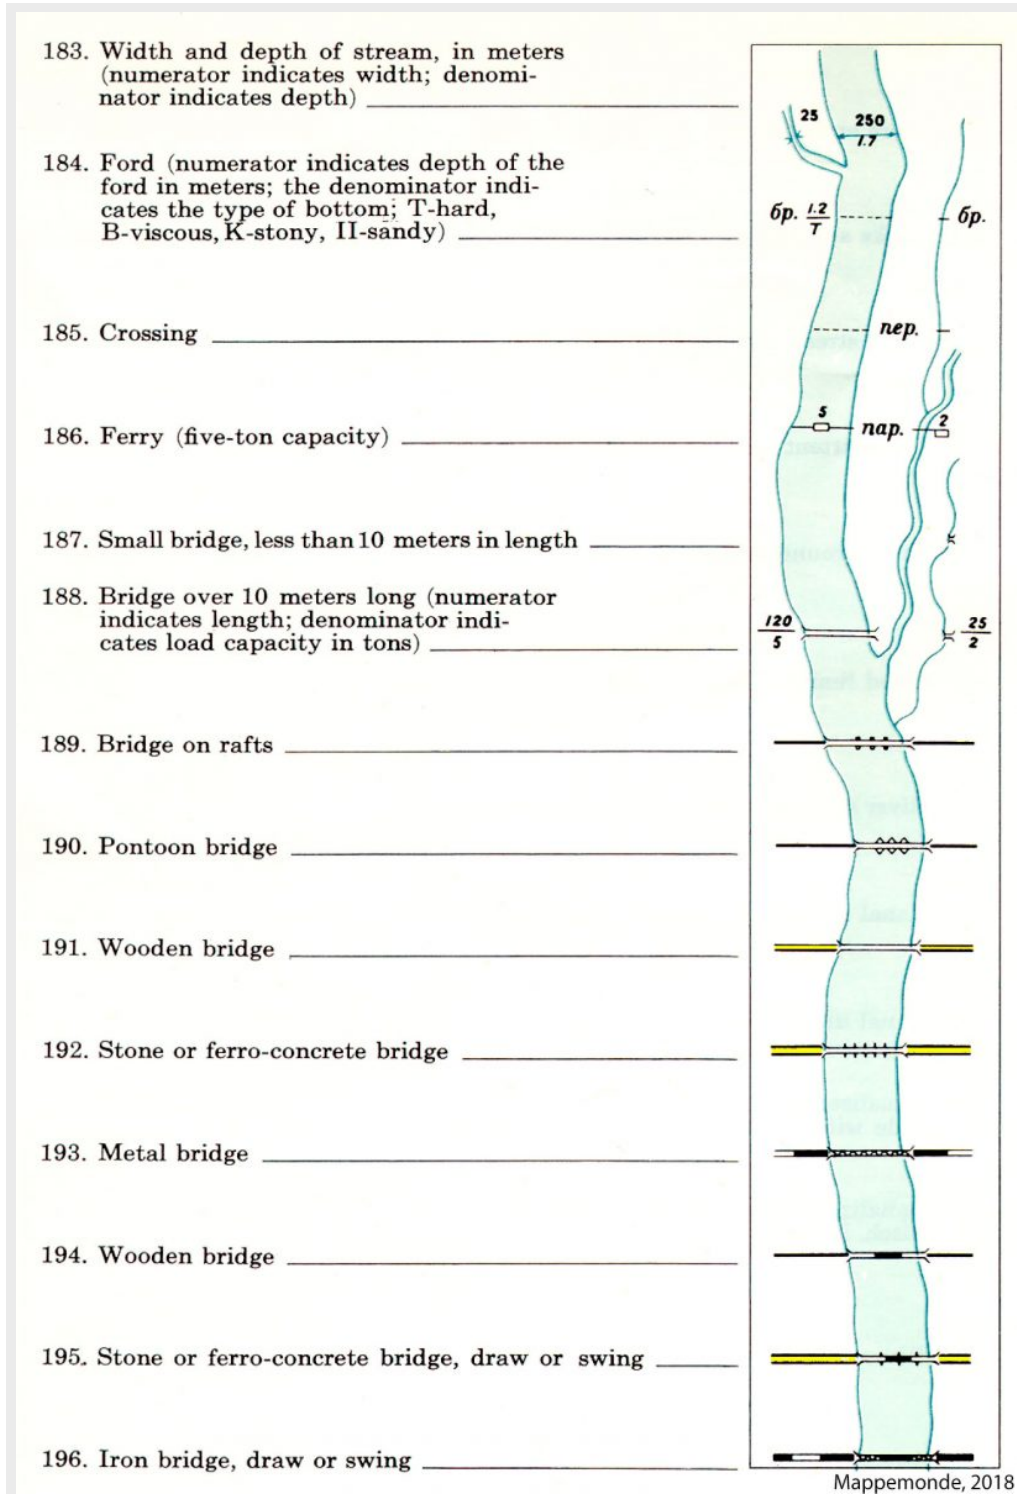 183. Width and depth of stream, in meters
(numerator indicates width; denomi-
nator indicates depth)
25
250
1.7
184. Ford (numerator indicates depth of the
ford in meters; the denominator indi-
cates the type of bottom; T-hard,
B-viscous, K-stony, II-sandy)
бр. 1.2
T
бр.
185. Crossing
пер.
186. Ferry (five-ton capacity)
5
пар.
2
187. Small bridge, less than 10 meters in length
188. Bridge over 10 meters long (numerator
indicates length; denominator indi-
cates load capacity in tons)
120
5
25
2
189. Bridge on rafts
190. Pontoon bridge
191. Wooden bridge
192. Stone or ferro-concrete bridge
193. Metal bridge
194. Wooden bridge
195. Stone or ferro-concrete bridge, draw or swing
196. Iron bridge, draw or swing
Mappemonde, 2018